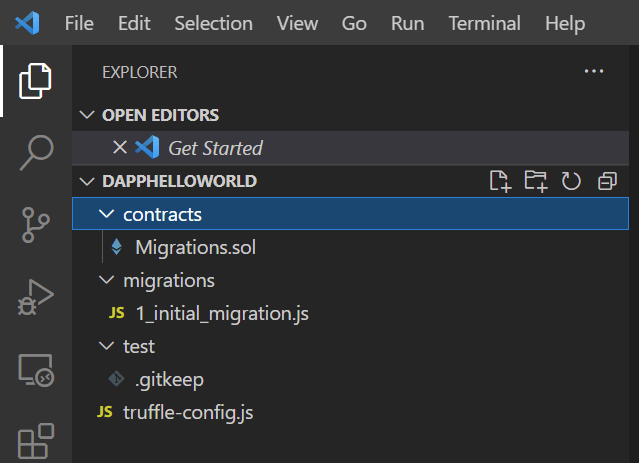 File Edit Selection View Go Run Terminal Help
EXPLORER
OPEN EDITORS
Get Started
DAPPHELLOWORLD
contracts
Migrations.sol
migrations
JS 1_initial_migration.js
test
.gitkeep
JS truffle-config.js